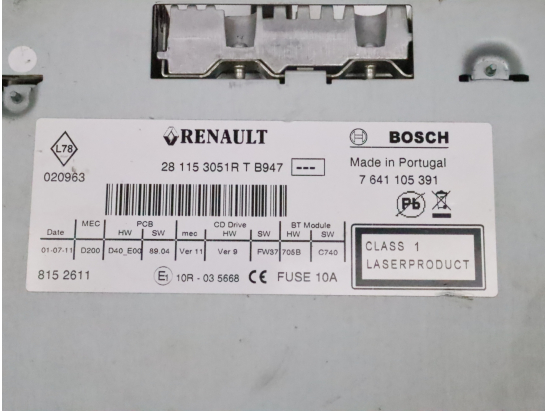 L78
RENAULT
BOSCH
020963
28 115 3051R T B947 ---
Made in Portugal
7 641 105 391
Pb
MEC PCB CD Drive BT Module
Date HW SW mec HW SW HW SW
01-07-11 D200 D40_E00 89.04 Ver 11 Ver 9 FW37 705B C740
CLASS 1
LASERPRODUCT
815 2611 E1 10R - 03 5668 CE FUSE 10A